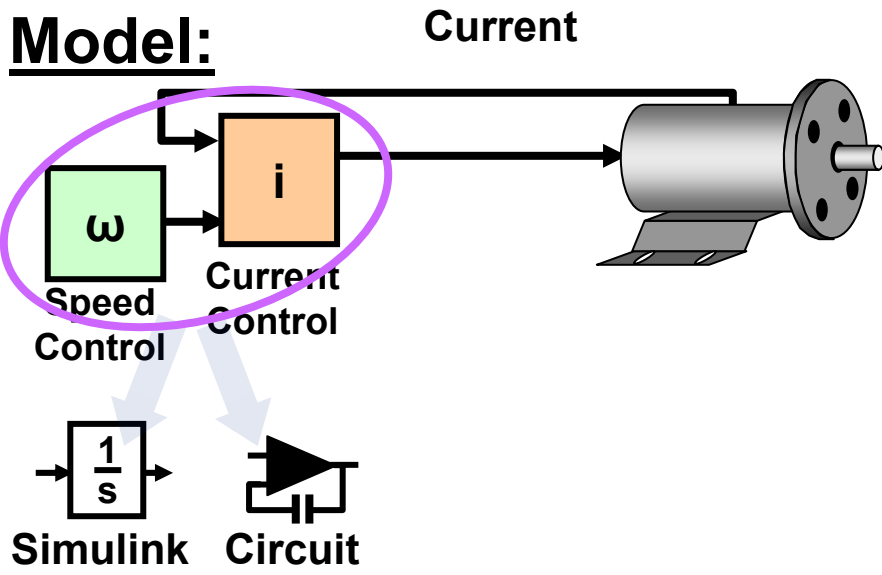 Model:
Current
i
ω
Current
Control
Speed
Control
1
s
Simulink
Circuit